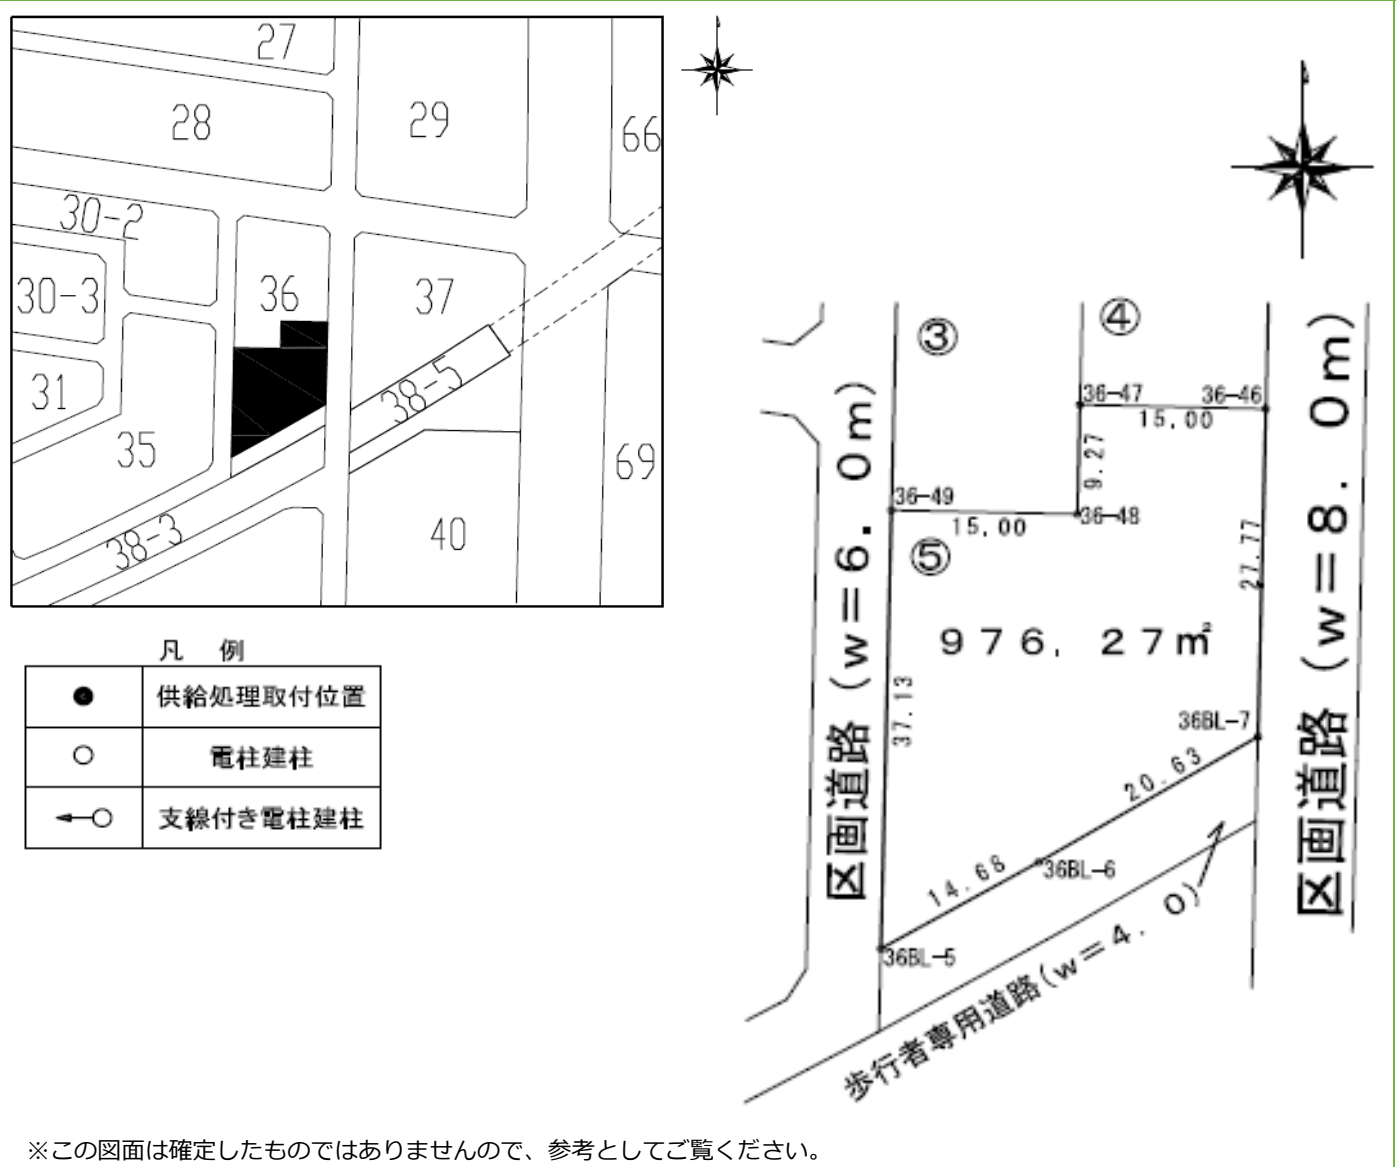 27
28
29
66
30-2
30-3
36
37
31
38-5
35
69
38-3
40
凡 例
供給処理取付位置
電柱建柱
支線付き電柱建柱
③
④
36-47
36-46
15.00
9.27
36-49
36-48
15.00
⑤
27.77
976.27㎡
37.13
36BL-7
20.63
14.68
36BL-6
36BL-5
区画道路(w=6.0m)
区画道路(w=8.0m)
歩行者専用道路(w=4.0)
※この図面は確定したものではありませんので、参考としてご覧ください。